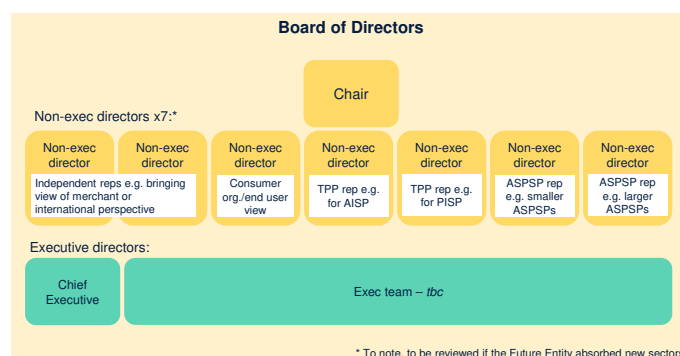 Board of Directors
Chair
Non-exec directors x7:*
Non-exec
director
Non-exec
director
Independent reps e.g. bringing
view of merchant or
international perspective
Non-exec
director
Consumer
org./end user
view
Non-exec
director
TPP rep e.g.
for AISP
Non-exec
director
TPP rep e.g.
for PISP
Non-exec
director
ASPSP rep
e.g. smaller
ASPSPs
Non-exec
director
ASPSP rep
e.g. larger
ASPSPs
Executive directors:
Chief
Executive
Exec team – tbc
* To note, to be reviewed if the Future Entity absorbed new sectors